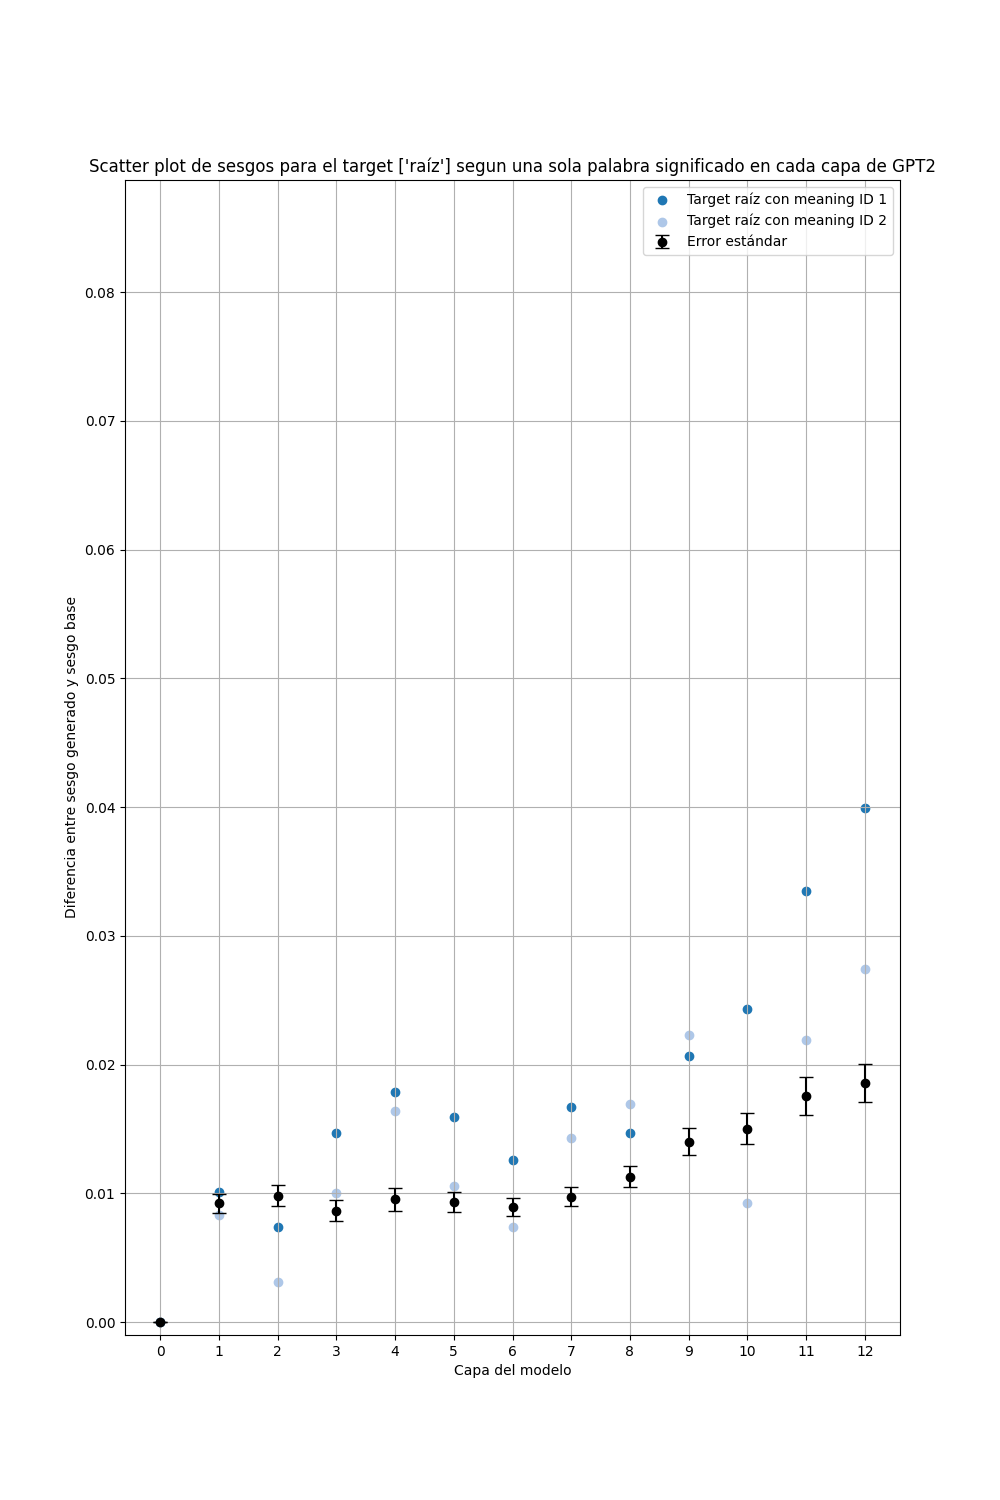 Scatter plot de sesgos para el target ['raíz'] segun una sola palabra significado en cada capa de GPT2
Target raíz con meaning ID 1
Target raíz con meaning ID 2
Error estándar
0.08
0.07
0.06
0.05
0.04
0.03
0.02
0.01
0.00
Diferencia entre sesgo generado y sesgo base
0 1 2 3 4 5 6 7 8 9 10 11 12
Capa del modelo